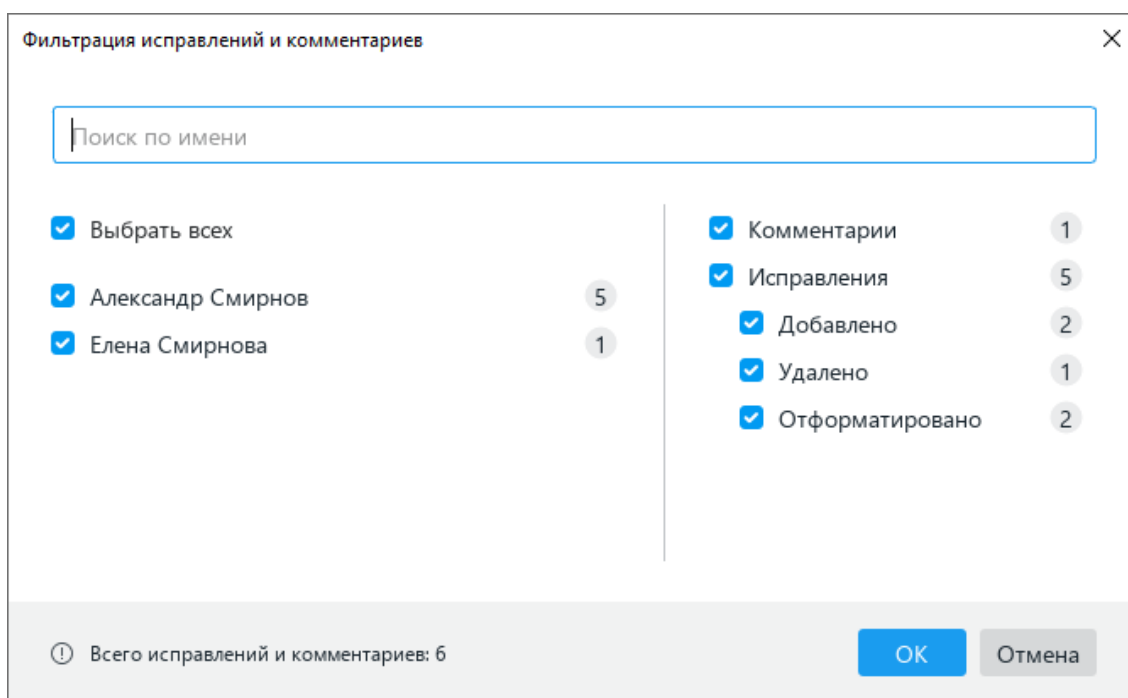 Фильтрация исправлений и комментариев
Поиск по имени
Выбрать всех
Александр Смирнов 5
Елена Смирнова 1
Комментарии 1
Исправления 5
Добавлено 2
Удалено 1
Отформатировано 2
Всего исправлений и комментариев: 6
ОК Отмена